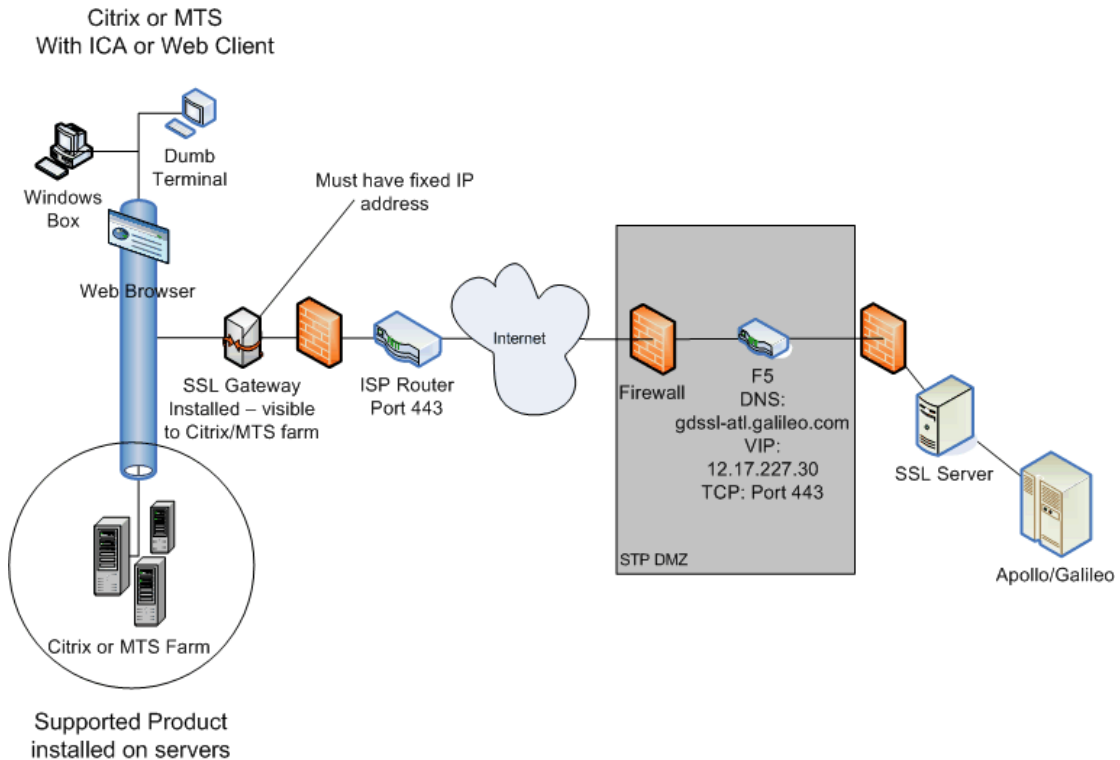 Citrix or MTS
With ICA or Web Client
Dumb
Terminal
Windows
Box
Must have fixed IP
address
Web Browser
SSL Gateway
Installed – visible
to Citrix/MTS farm
ISP Router
Port 443
Internet
Firewall
F5
DNS:
gdssl-atl.galileo.com
VIP:
12.17.227.30
TCP: Port 443
STP DMZ
SSL Server
Apollo/Galileo
Citrix or MTS Farm
Supported Product
installed on servers